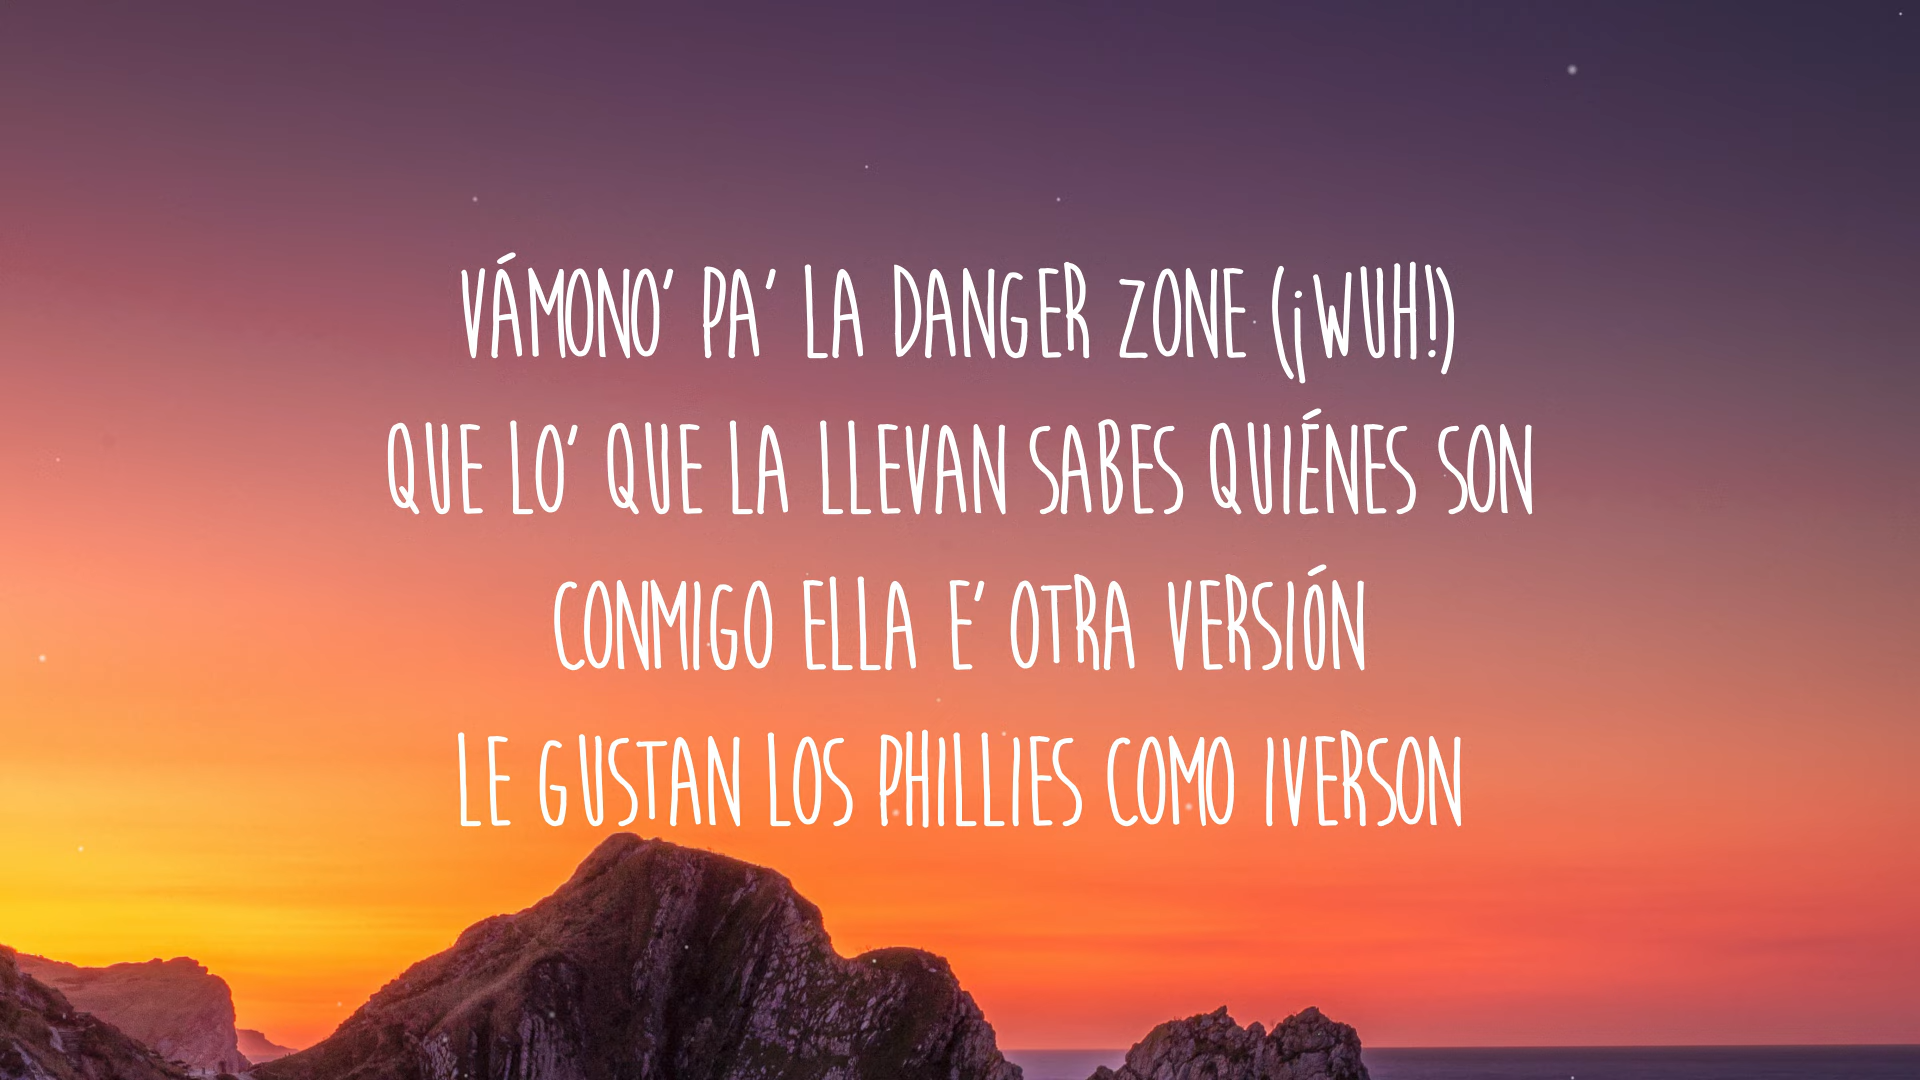 VÁMONO' PA' LA DANGER ZONE (¡WUH!)
QUE LO' QUE LA LLEVAN SABES QUIÉNES SON
CONMIGO ELLA E' OTRA VERSIÓN
LE GUSTAN LOS PHILLIES COMO IVERSON